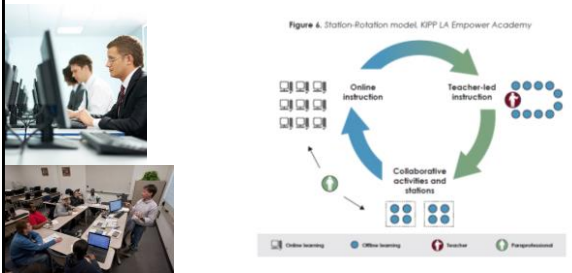 Figure 6. Station-Rotation model, KIPP LA Empower Academy
Online
instruction
Teacher-led
instruction
Collaborative
activities and
stations
Online learning
Offline learning
Teacher
Paraprofessional